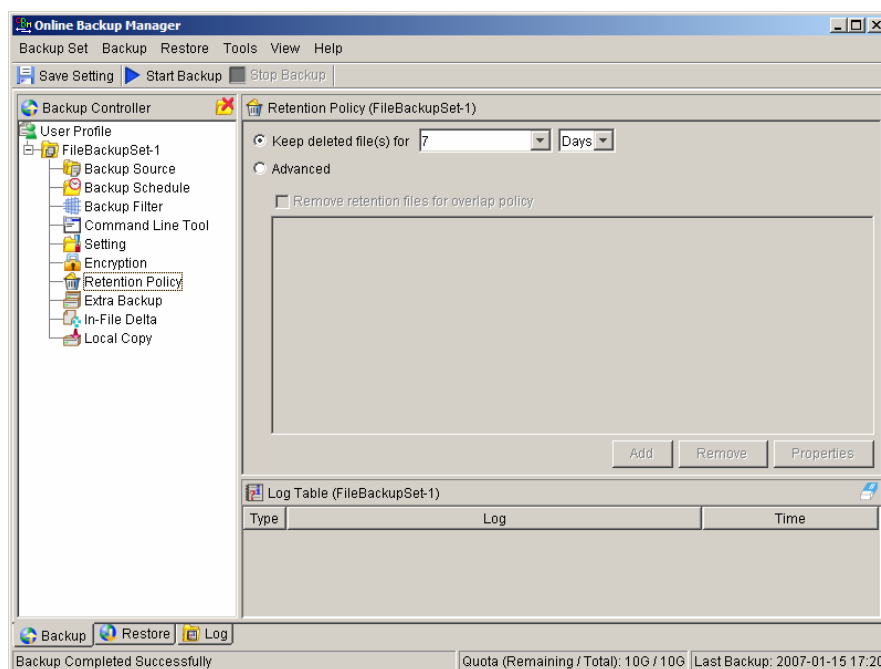 Online Backup Manager
Backup Set Backup Restore Tools View Help
Save Setting Start Backup Stop Backup
Backup Controller
User Profile
FileBackupSet-1
Backup Source
Backup Schedule
Backup Filter
Command Line Tool
Setting
Encryption
Retention Policy
Extra Backup
In-File Delta
Local Copy
Retention Policy (FileBackupSet-1)
Keep deleted file(s) for 7 Days
Advanced
Remove retention files for overlap policy
Add Remove Properties
Log Table (FileBackupSet-1)
Type Log Time
Backup Restore Log
Backup Completed Successfully Quota (Remaining / Total): 10G / 10G Last Backup: 2007-01-15 17:20